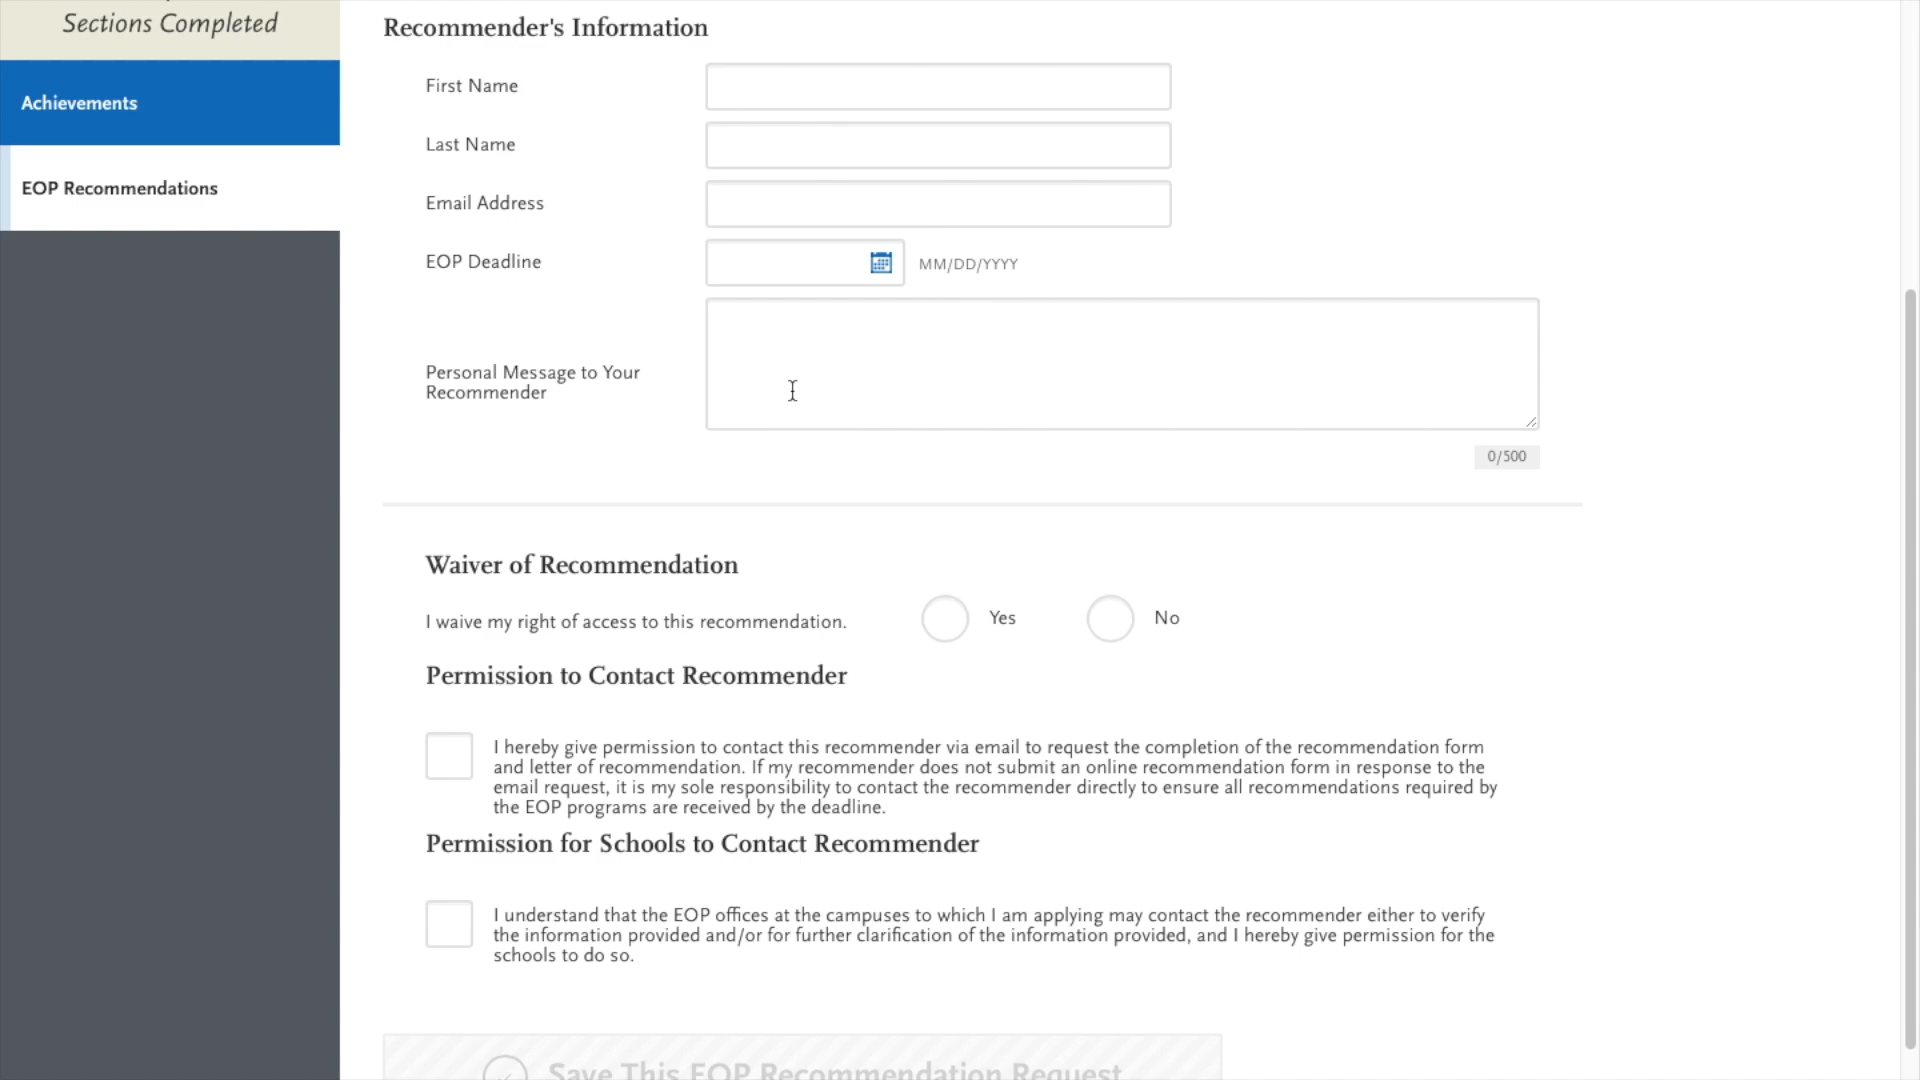 Sections Completed
Achievements
EOP Recommendations
Recommender's Information
First Name
Last Name
Email Address
EOP Deadline
MM/DD/YYYY
Personal Message to Your
Recommender
0/500
Waiver of Recommendation
I waive my right of access to this recommendation.
Yes
No
Permission to Contact Recommender
I hereby give permission to contact this recommender via email to request the completion of the recommendation form
and letter of recommendation. If my recommender does not submit an online recommendation form in response to the
email request, it is my sole responsibility to contact the recommender directly to ensure all recommendations required by
the EOP programs are received by the deadline.
Permission for Schools to Contact Recommender
I understand that the EOP offices at the campuses to which I am applying may contact the recommender either to verify
the information provided and/or for further clarification of the information provided, and I hereby give permission for the
schools to do so.
Save This EOP Recommendation Request